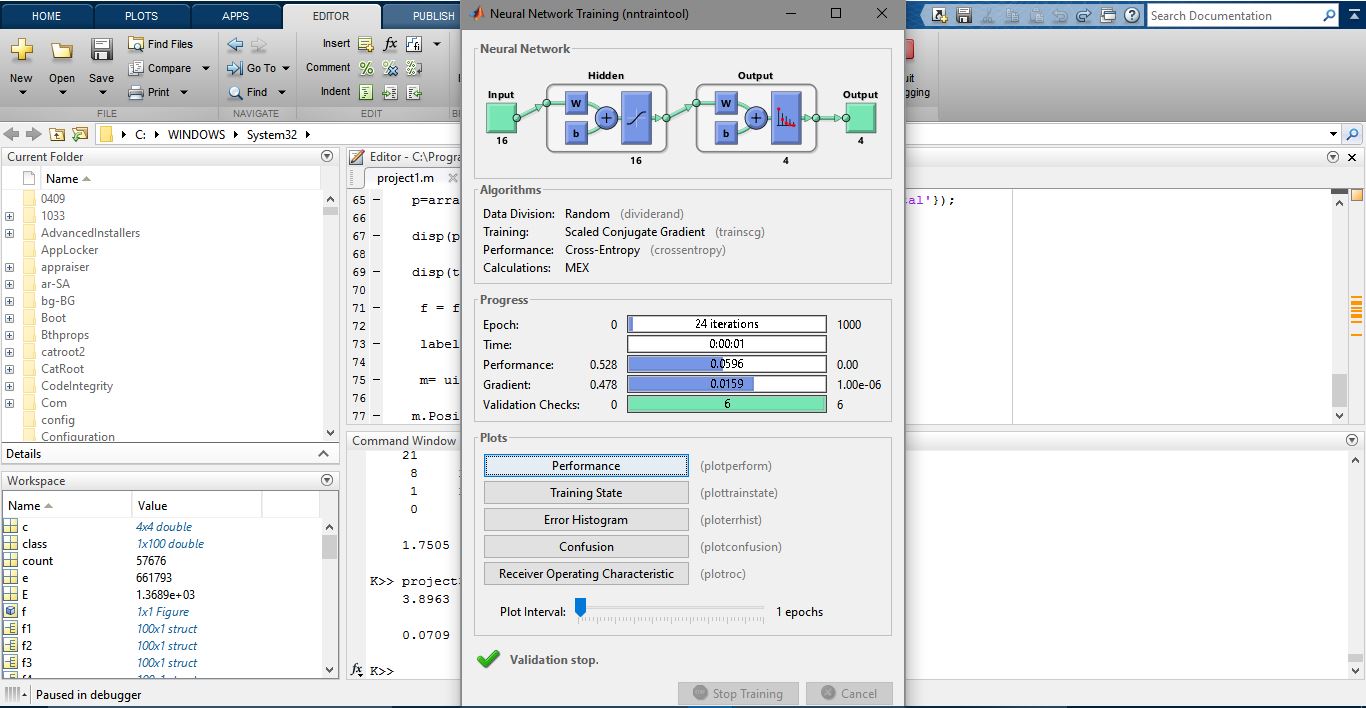 HOME PLOTS APPS EDITOR PUBLISH
Neural Network Training (nntraintool)
Search Documentation
New Open Save
Find Files
Compare
Print
FILE
Go To
Find
NAVIGATE
Insert fx
Comment
Indent
EDIT
C: WINDOWS System32
Current Folder
Name
0409
1033
AdvancedInstallers
AppLocker
appraiser
ar-SA
bg-BG
Boot
Bthprops
catroot2
CatRoot
CodeIntegrity
Com
config
Configuration
Details
Workspace
Name Value
c 4x4 double
class 1x100 double
count 57676
e 661793
E 1.3689e+03
f 1x1 Figure
f1 100x1 struct
f2 100x1 struct
f3 100x1 struct
Paused in debugger
Editor - C:\Progra
project1.m
65 – p=arra
66
67 – disp(p
68
69 – disp(t
70
71 – f = f
72
73 – label
74
75 – m= ui
76
77 – m.Posi
al'});
Command Window
21
8
1
0
1.7505
K>> project
3.8963
0.0709
fx K>>
Neural Network
Hidden Output
Input Output
W b W b
16 16 4 4
Algorithms
Data Division: Random (dividerand)
Training: Scaled Conjugate Gradient (trainscg)
Performance: Cross-Entropy (crossentropy)
Calculations: MEX
Progress
Epoch: 0 24 iterations 1000
Time: 0:00:01
Performance: 0.528 0.0596 0.00
Gradient: 0.478 0.0159 1.00e-06
Validation Checks: 0 6 6
Plots
Performance (plotperform)
Training State (plottrainstate)
Error Histogram (ploterrhist)
Confusion (plotconfusion)
Receiver Operating Characteristic (plotroc)
Plot Interval: 1 epochs
Validation stop.
Stop Training Cancel